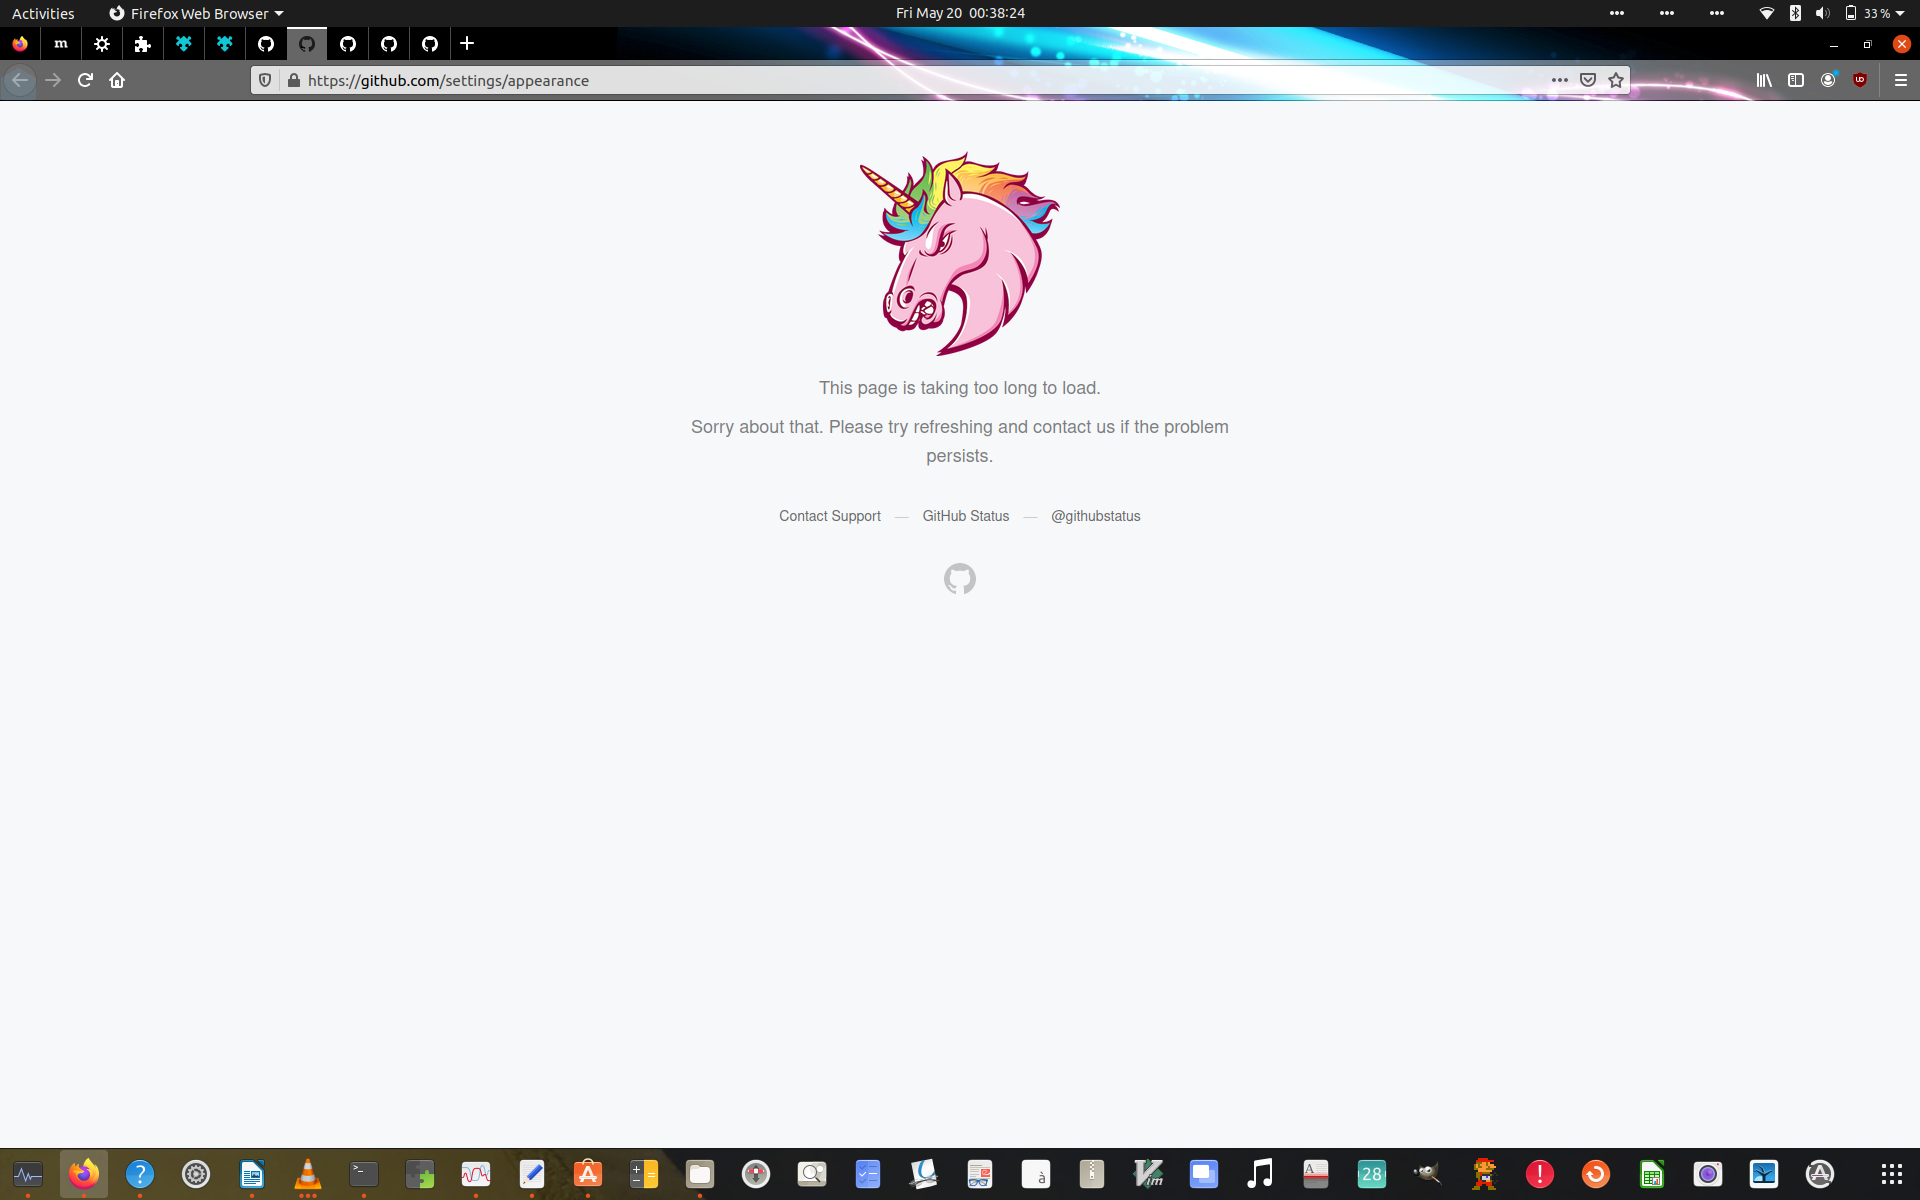 Activities Firefox Web Browser Fri May 20 00:38:24 33 %
m
https://github.com/settings/appearance
This page is taking too long to load.
Sorry about that. Please try refreshing and contact us if the problem
persists.
Contact Support — GitHub Status — @githubstatus
>_ ? A à Vim A 28 !